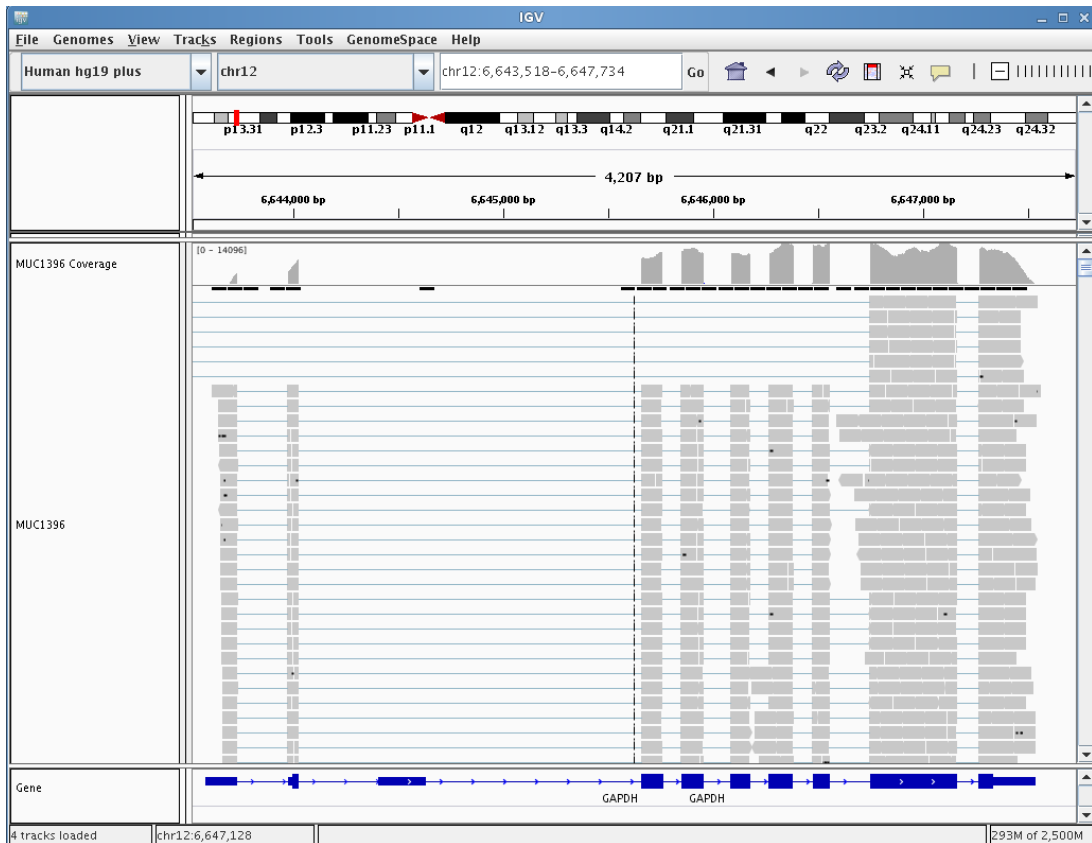 igv
IGV
File Genomes View Tracks Regions Tools GenomeSpace Help
Human hg19 plus chr12 chr12:6,643,518-6,647,734 Go
p13.31 p12.3 p11.23 p11.1 q12 q13.12 q13.3 q14.2 q21.1 q21.31 q22 q23.2 q24.11 q24.23 q24.32
4,207 bp
6,644,000 bp 6,645,000 bp 6,646,000 bp 6,647,000 bp
[0 - 14096]
MUC1396 Coverage
MUC1396
Gene
GAPDH GAPDH
4 tracks loaded chr12:6,647,128 293M of 2,500M